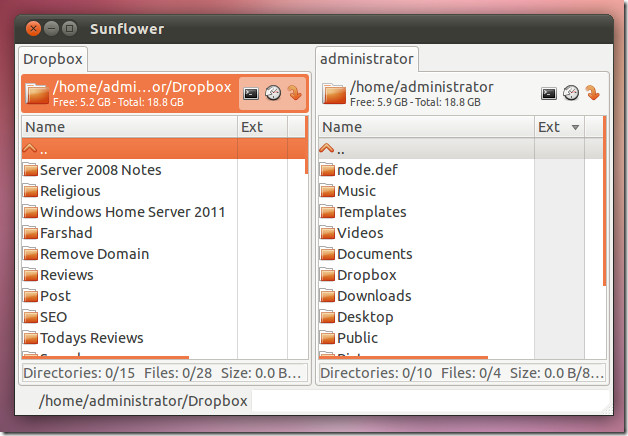 Sunflower
Dropbox
/home/admi...or/Dropbox
Free: 5.2 GB - Total: 18.8 GB
Name Ext
..
Server 2008 Notes
Religious
Windows Home Server 2011
Farshad
Remove Domain
Reviews
Post
SEO
Todays Reviews
Directories: 0/15 Files: 0/28 Size: 0.0 B...
administrator
/home/administrator
Free: 5.9 GB - Total: 18.8 GB
Name Ext
..
node.def
Music
Templates
Videos
Documents
Dropbox
Downloads
Desktop
Public
Directories: 0/10 Files: 0/4 Size: 0.0 B/8...
/home/administrator/Dropbox